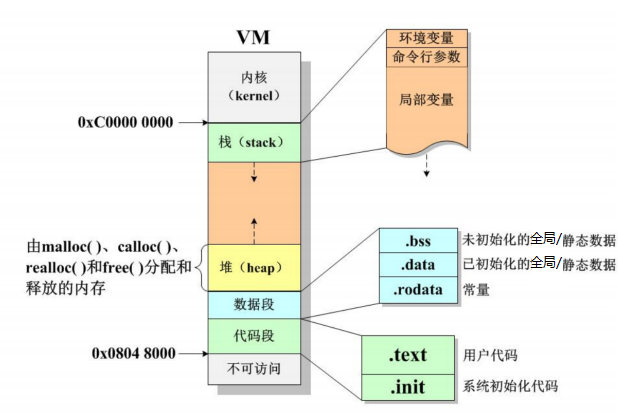 VM
内核
（kernel）
0xC0000 0000
栈（stack）
由malloc( )、calloc( )、
realloc( )和free( )分配和
释放的内存
堆（heap）
数据段
代码段
0x0804 8000
不可访问
环境变量
命令行参数
局部变量
.bss 未初始化的全局/静态数据
.data 已初始化的全局/静态数据
.rodata 常量
.text 用户代码
.init 系统初始化代码